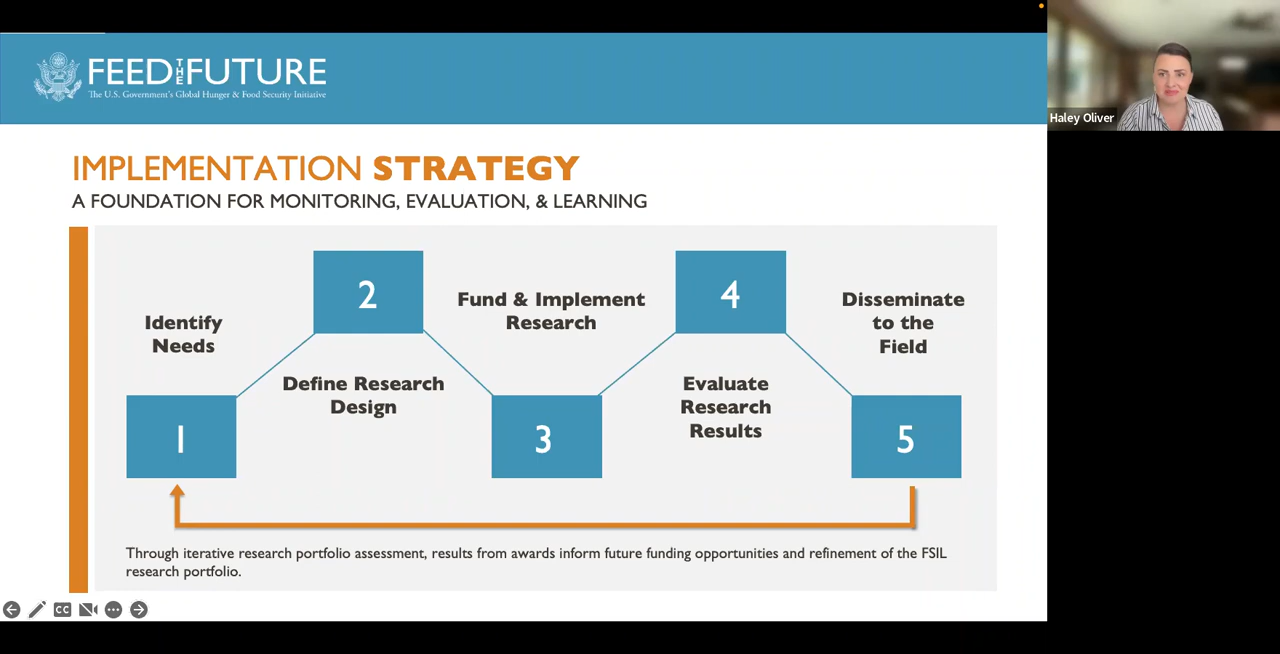 FEED THE FUTURE
The U.S. Government's Global Hunger & Food Security Initiative
Haley Oliver
IMPLEMENTATION STRATEGY
A FOUNDATION FOR MONITORING, EVALUATION, & LEARNING
1
Identify
Needs
2
Define Research
Design
3
Fund & Implement
Research
4
Evaluate
Research
Results
5
Disseminate
to the
Field
Through iterative research portfolio assessment, results from awards inform future funding opportunities and refinement of the FSIL
research portfolio.
CC